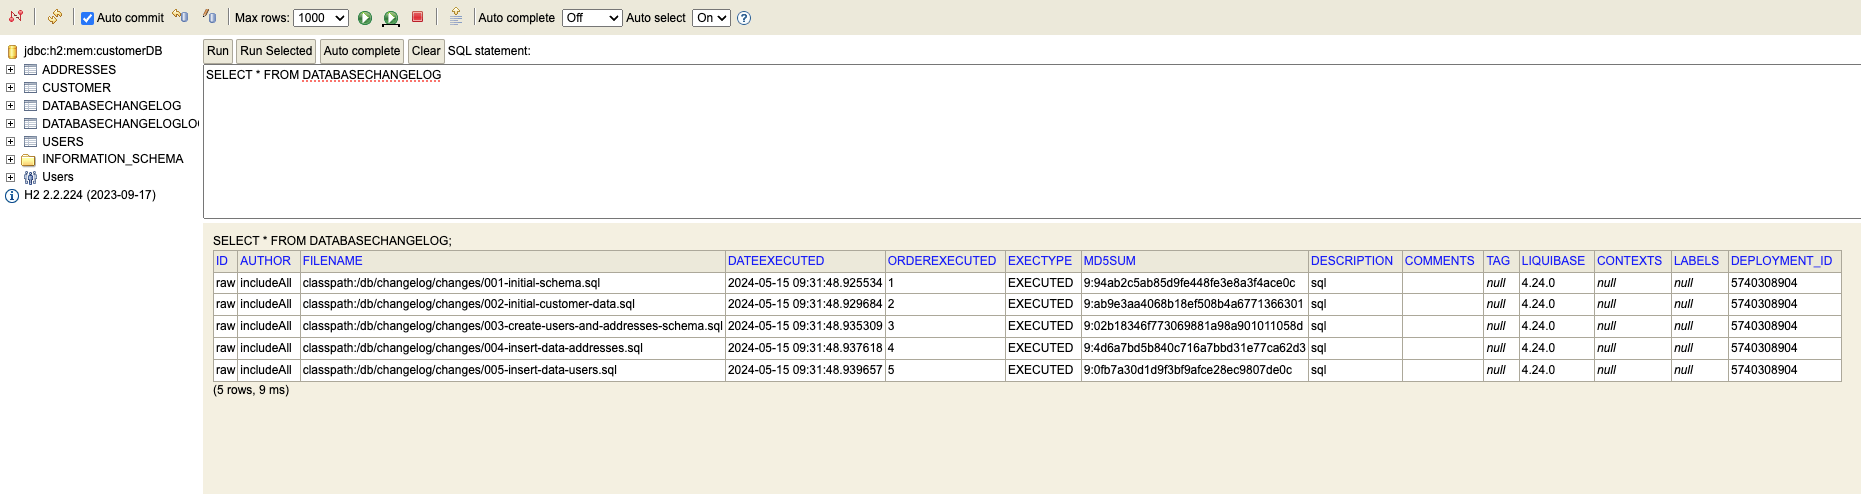 Auto commit Max rows: 1000 Auto complete Off Auto select On ?
jdbc:h2:mem:customerDB
ADDRESSES
CUSTOMER
DATABASECHANGELOG
DATABASECHANGELOGLO
USERS
INFORMATION_SCHEMA
Users
H2 2.2.224 (2023-09-17)
Run Run Selected Auto complete Clear SQL statement:
SELECT * FROM DATABASECHANGELOG
SELECT * FROM DATABASECHANGELOG;
ID AUTHOR FILENAME DATEEXECUTED ORDEREXECUTED EXECTYPE MD5SUM DESCRIPTION COMMENTS TAG LIQUIBASE CONTEXTS LABELS DEPLOYMENT_ID
raw includeAll classpath:/db/changelog/changes/001-initial-schema.sql 2024-05-15 09:31:48.925534 1 EXECUTED 9:94ab2c5ab85d9fe448fe3e8a3f4ace0c sql null 4.24.0 null null 5740308904
raw includeAll classpath:/db/changelog/changes/002-initial-customer-data.sql 2024-05-15 09:31:48.929684 2 EXECUTED 9:ab9e3aa4068b18ef508b4a6771366301 sql null 4.24.0 null null 5740308904
raw includeAll classpath:/db/changelog/changes/003-create-users-and-addresses-schema.sql 2024-05-15 09:31:48.935309 3 EXECUTED 9:02b18346f773069881a98a901011058d sql null 4.24.0 null null 5740308904
raw includeAll classpath:/db/changelog/changes/004-insert-data-addresses.sql 2024-05-15 09:31:48.937618 4 EXECUTED 9:4d6a7bd5b840c716a7bbd31e77ca62d3 sql null 4.24.0 null null 5740308904
raw includeAll classpath:/db/changelog/changes/005-insert-data-users.sql 2024-05-15 09:31:48.939657 5 EXECUTED 9:0fb7a30d1d9f3bf9afce28ec9807de0c sql null 4.24.0 null null 5740308904
(5 rows, 9 ms)